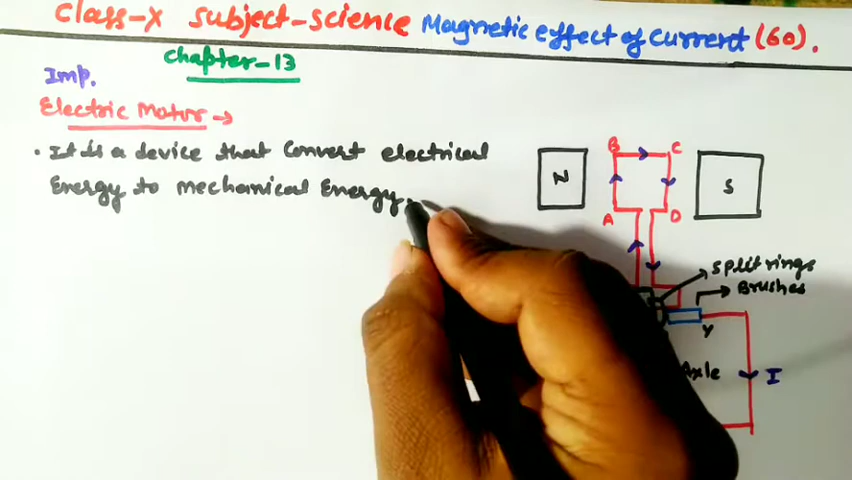 Class-X Subject-Science Magnetic effect of current (60).
Chapter-13
Imp.
Electric Motor →
• It is a device that Convert electrical
Energy to mechanical Energy.
N
B
C
S
A
D
Split rings
Brushes
Y
Axle
I